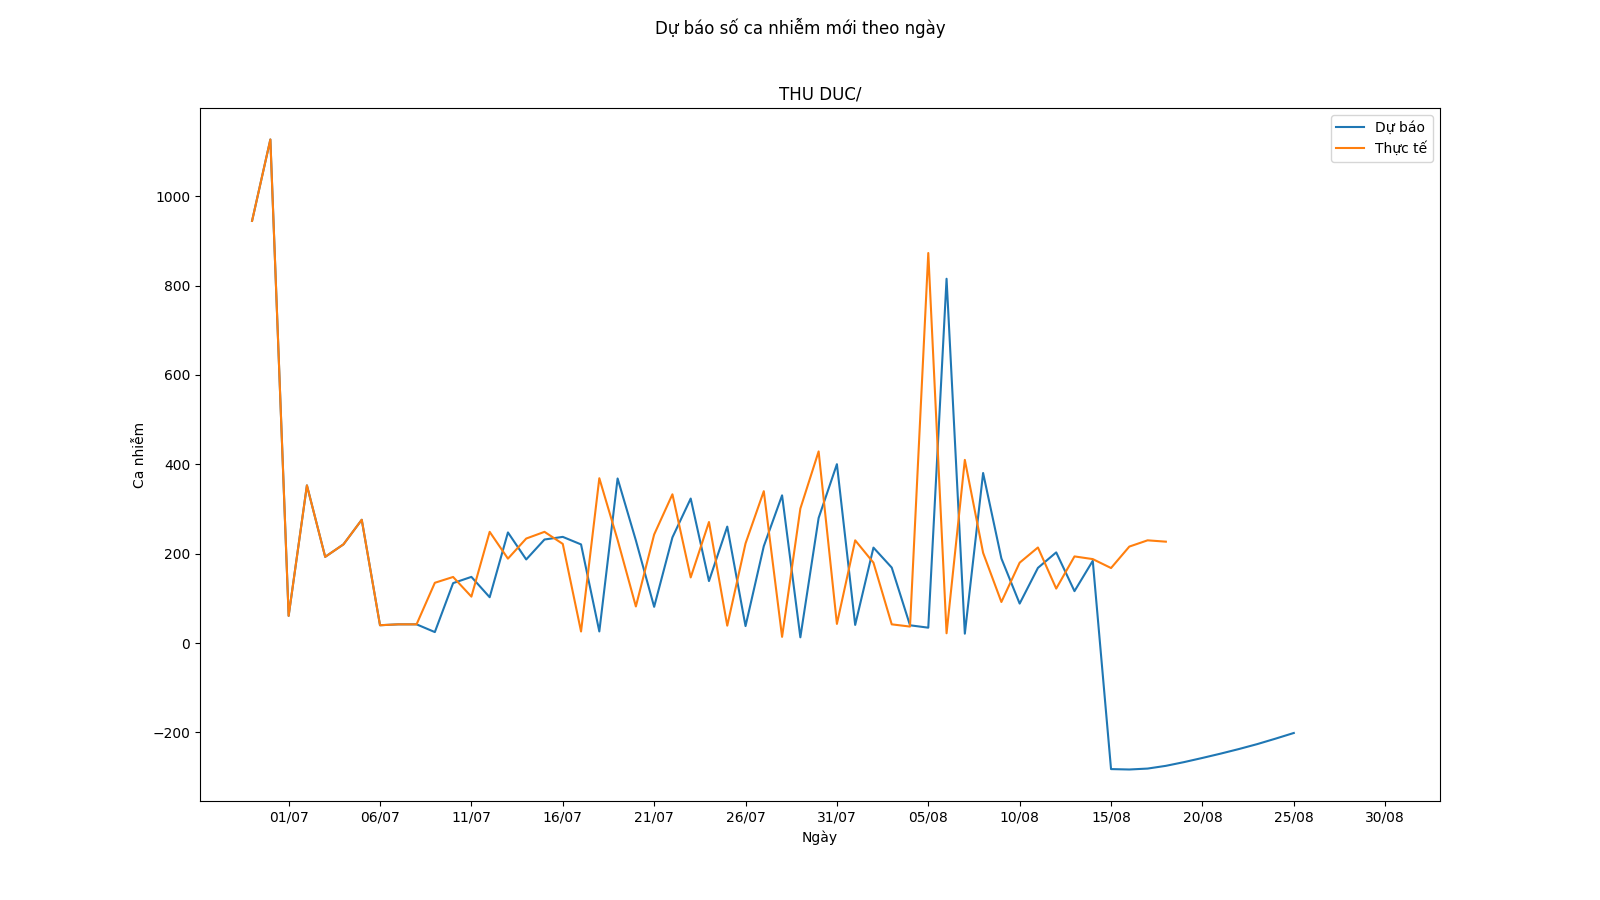 Dự báo số ca nhiễm mới theo ngày
THU DUC/
Dự báo
Thực tế
1000
800
600
400
200
0
−200
Ca nhiễm
01/07 06/07 11/07 16/07 21/07 26/07 31/07 05/08 10/08 15/08 20/08 25/08 30/08
Ngày